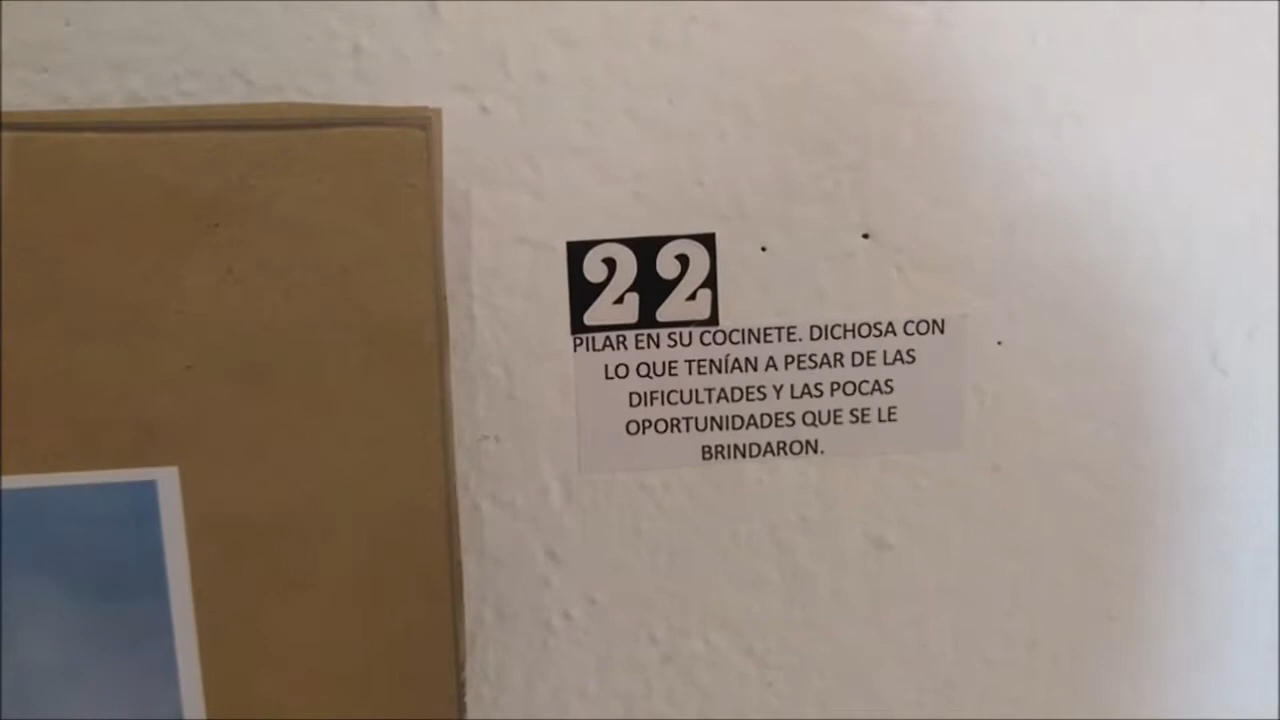 22
PILAR EN SU COCINETE. DICHOSA CON
LO QUE TENÍAN A PESAR DE LAS
DIFICULTADES Y LAS POCAS
OPORTUNIDADES QUE SE LE
BRINDARON.